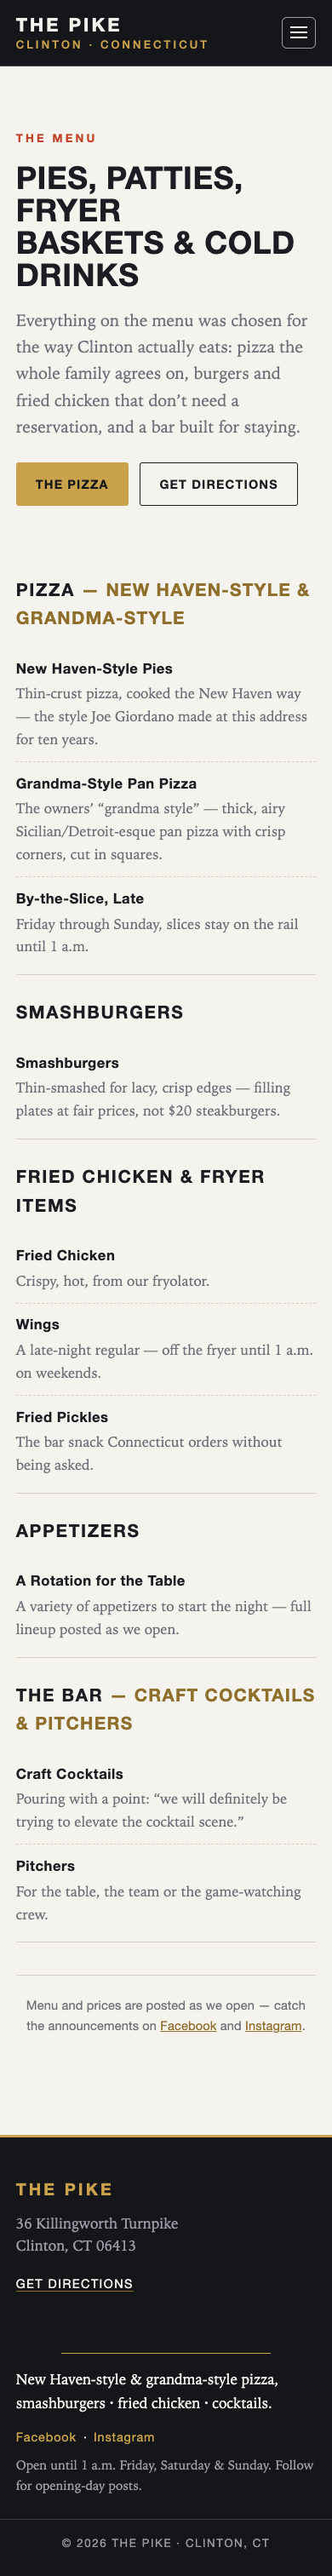 THE PIKE
CLINTON · CONNECTICUT
THE MENU
PIES, PATTIES,
FRYER
BASKETS & COLD
DRINKS
Everything on the menu was chosen for
the way Clinton actually eats: pizza the
whole family agrees on, burgers and
fried chicken that don’t need a
reservation, and a bar built for staying.
THE PIZZA
GET DIRECTIONS
PIZZA — NEW HAVEN-STYLE &
GRANDMA-STYLE
New Haven-Style Pies
Thin-crust pizza, cooked the New Haven way
— the style Joe Giordano made at this address
for ten years.
Grandma-Style Pan Pizza
The owners’ “grandma style” — thick, airy
Sicilian/Detroit-esque pan pizza with crisp
corners, cut in squares.
By-the-Slice, Late
Friday through Sunday, slices stay on the rail
until 1 a.m.
SMASHBURGERS
Smashburgers
Thin-smashed for lacy, crisp edges — filling
plates at fair prices, not $20 steakburgers.
FRIED CHICKEN & FRYER
ITEMS
Fried Chicken
Crispy, hot, from our fryolator.
Wings
A late-night regular — off the fryer until 1 a.m.
on weekends.
Fried Pickles
The bar snack Connecticut orders without
being asked.
APPETIZERS
A Rotation for the Table
A variety of appetizers to start the night — full
lineup posted as we open.
THE BAR — CRAFT COCKTAILS
& PITCHERS
Craft Cocktails
Pouring with a point: “we will definitely be
trying to elevate the cocktail scene.”
Pitchers
For the table, the team or the game-watching
crew.
Menu and prices are posted as we open — catch
the announcements on Facebook and Instagram.
THE PIKE
36 Killingworth Turnpike
Clinton, CT 06413
GET DIRECTIONS
New Haven-style & grandma-style pizza,
smashburgers · fried chicken · cocktails.
Facebook · Instagram
Open until 1 a.m. Friday, Saturday & Sunday. Follow
for opening-day posts.
© 2026 THE PIKE · CLINTON, CT